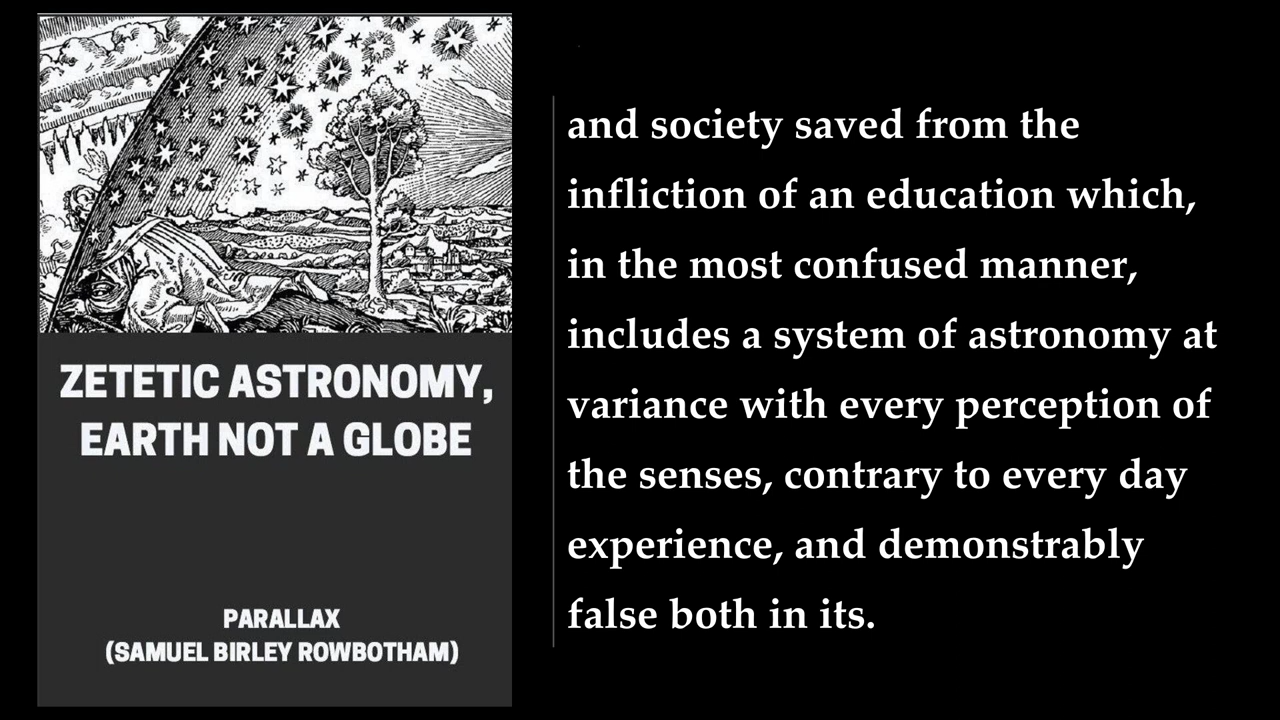 ZETETIC ASTRONOMY,
EARTH NOT A GLOBE
PARALLAX
(SAMUEL BIRLEY ROWBOTHAM)
and society saved from the
infliction of an education which,
in the most confused manner,
includes a system of astronomy at
variance with every perception of
the senses, contrary to every day
experience, and demonstrably
false both in its.